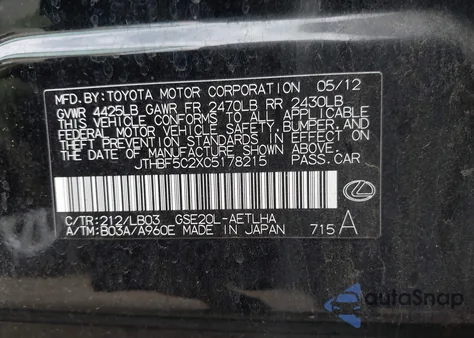 MFD.BY:TOYOTA MOTOR CORPORATION 05/12
GVWR 4425LB GAWR FR 2470LB RR 2430LB
THIS VEHICLE CONFORMS TO ALL APPLICABLE
FEDERAL MOTOR VEHICLE SAFETY, BUMPER, AND
THEFT PREVENTION STANDARDS IN EFFECT ON
THE DATE OF MANUFACTURE SHOWN ABOVE.
JTHBF5C2XC5178215 PASS.CAR
C/TR:212/LB03 GSE20L-AETLHA
A/TM:B03A/A960E MADE IN JAPAN 715 A
autoSnap